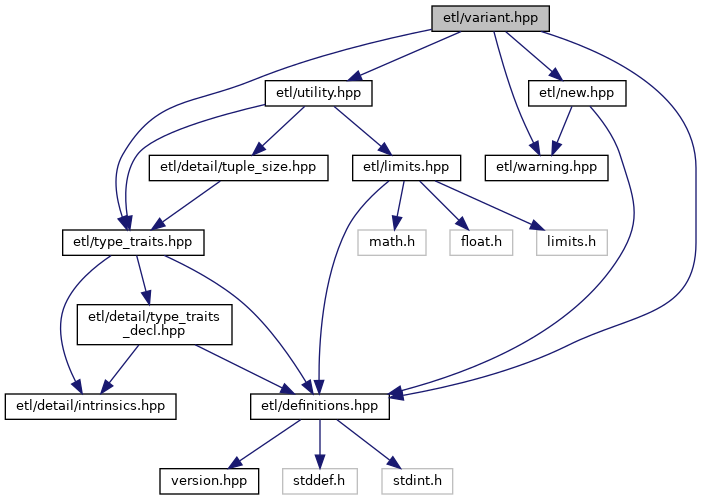 etl/variant.hpp
etl/utility.hpp
etl/new.hpp
etl/detail/tuple_size.hpp
etl/limits.hpp
etl/warning.hpp
etl/type_traits.hpp
math.h
float.h
limits.h
etl/detail/type_traits
_decl.hpp
etl/detail/intrinsics.hpp
etl/definitions.hpp
version.hpp
stddef.h
stdint.h